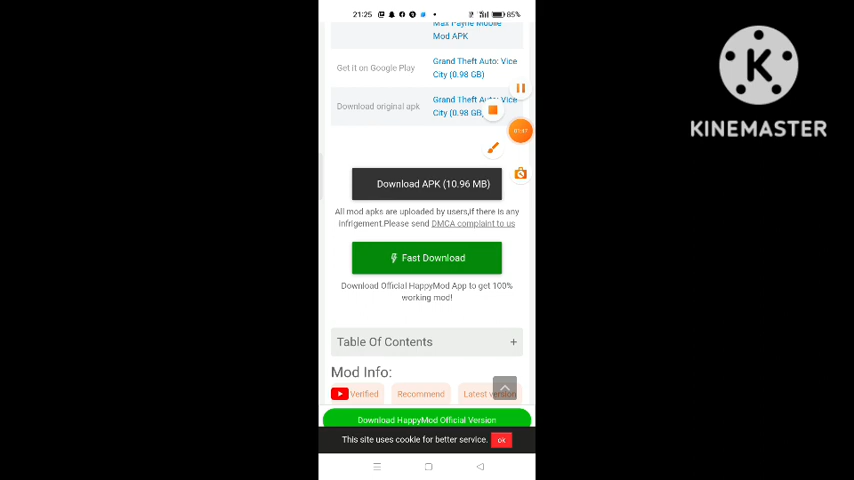 21:25
85%
Max Payne Mobile
Mod APK
Get it on Google Play
Grand Theft Auto: Vice
City (0.98 GB)
Download original apk
Grand Theft Auto: Vice
City (0.98 GB)
Download APK (10.96 MB)
All mod apks are uploaded by users,if there is any
infrigement.Please send DMCA complaint to us
Fast Download
Download Official HappyMod App to get 100%
working mod!
Table Of Contents
+
Mod Info:
Verified
Recommend
Latest version
Download HappyMod Official Version
This site uses cookie for better service.
ok
K
KINEMASTER